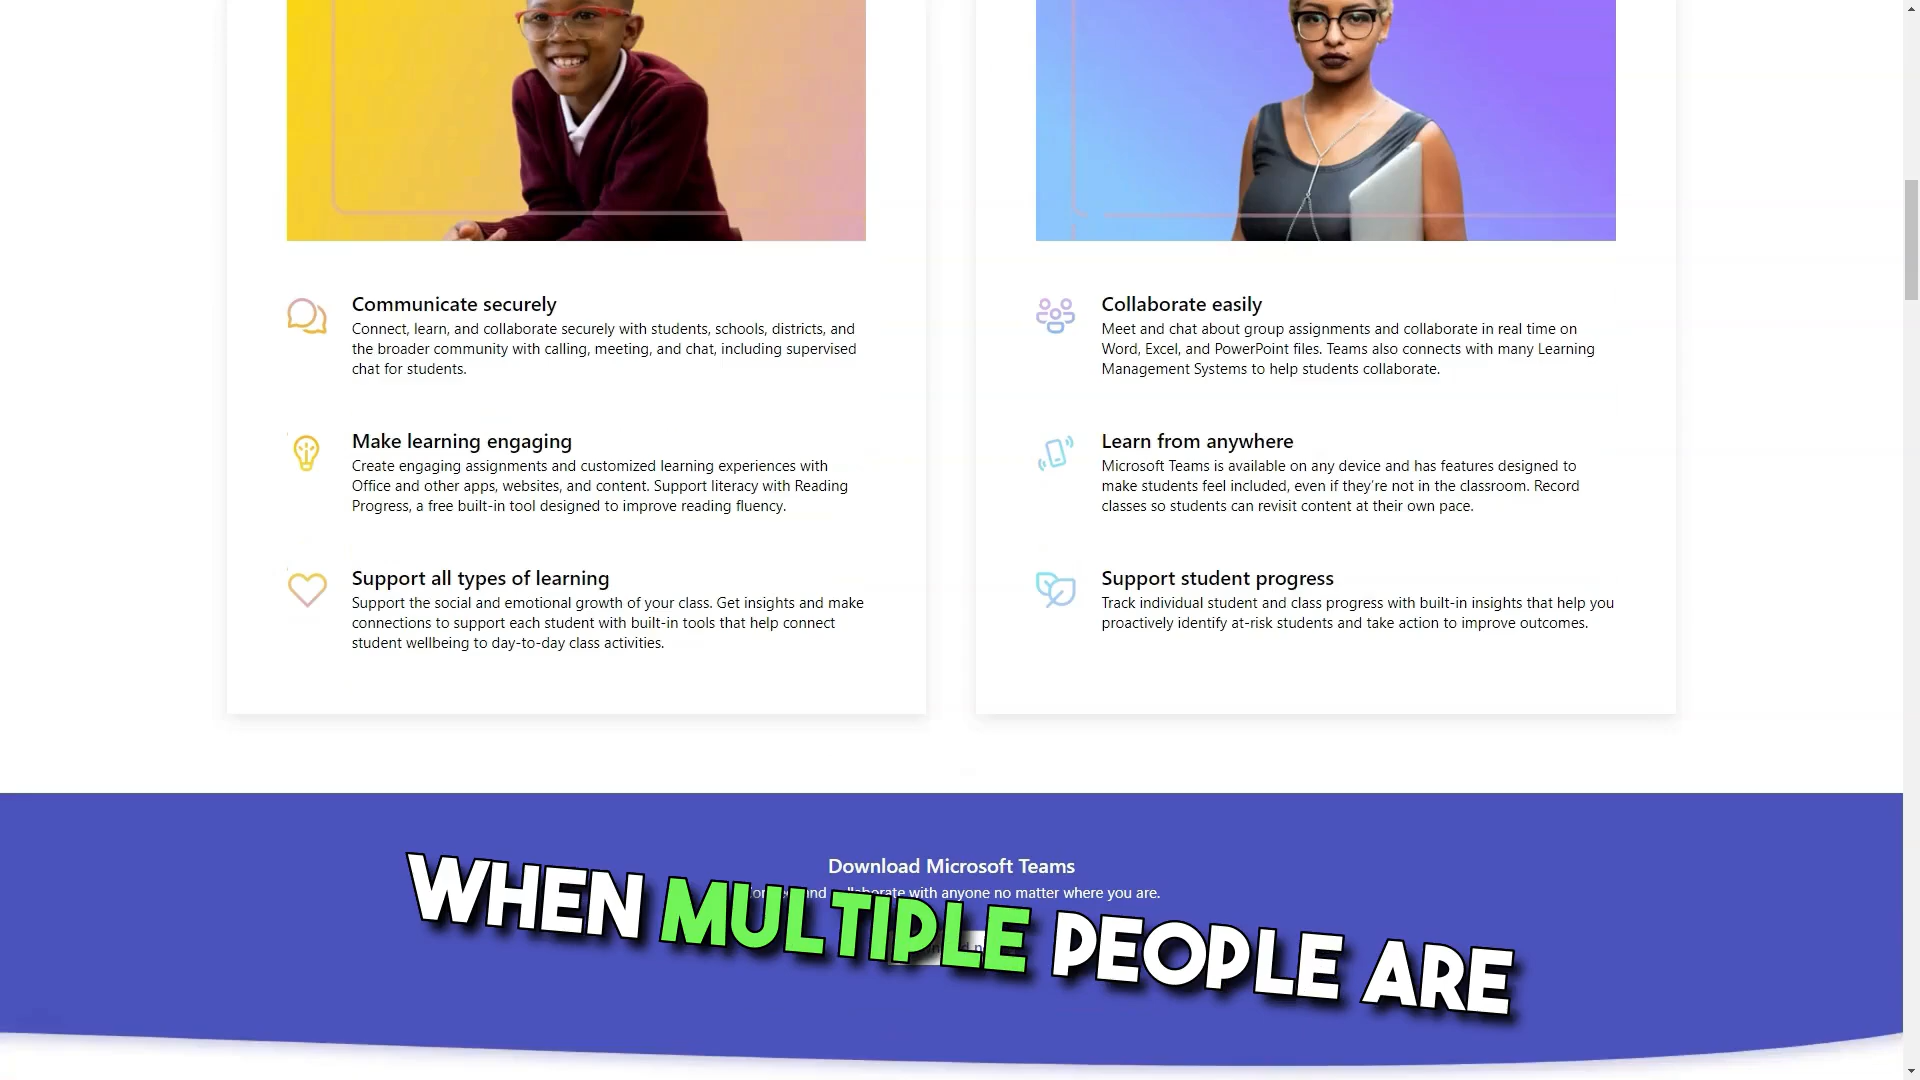 Communicate securely
Connect, learn, and collaborate securely with students, schools, districts, and
the broader community with calling, meeting, and chat, including supervised
chat for students.
Make learning engaging
Create engaging assignments and customized learning experiences with
Office and other apps, websites, and content. Support literacy with Reading
Progress, a free built-in tool designed to improve reading fluency.
Support all types of learning
Support the social and emotional growth of your class. Get insights and make
connections to support each student with built-in tools that help connect
student wellbeing to day-to-day class activities.
Collaborate easily
Meet and chat about group assignments and collaborate in real time on
Word, Excel, and PowerPoint files. Teams also connects with many Learning
Management Systems to help students collaborate.
Learn from anywhere
Microsoft Teams is available on any device and has features designed to
make students feel included, even if they're not in the classroom. Record
classes so students can revisit content at their own pace.
Support student progress
Track individual student and class progress with built-in insights that help you
proactively identify at-risk students and take action to improve outcomes.
Download Microsoft Teams
and collaborate with anyone no matter where you are.
WHEN MULTIPLE PEOPLE ARE